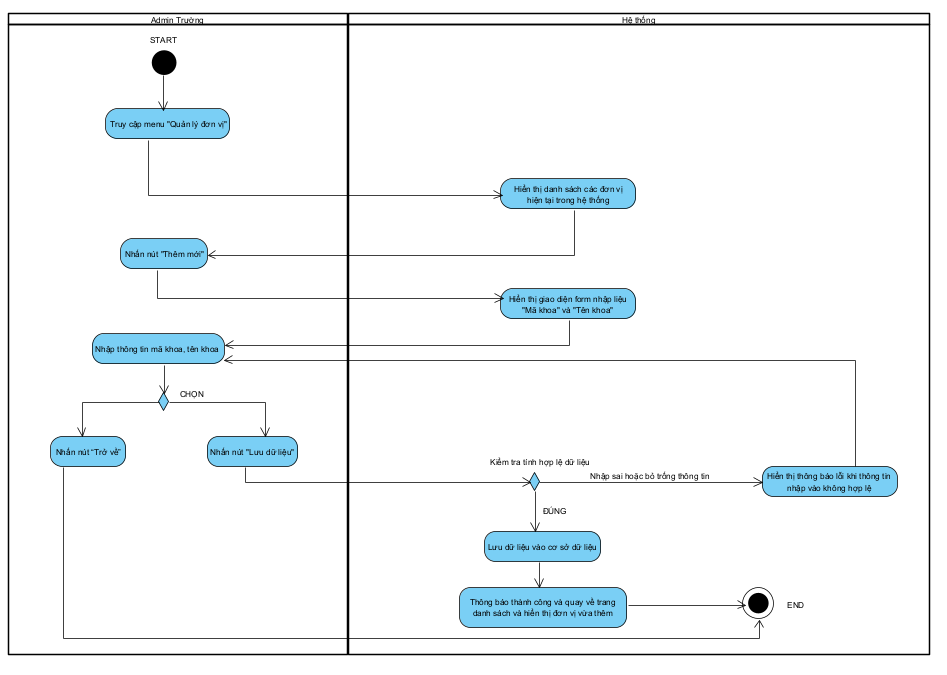 Admin Trường
Hệ thống
START
Truy cập menu "Quản lý đơn vị"
Hiển thị danh sách các đơn vị
hiện tại trong hệ thống
Nhấn nút "Thêm mới"
Hiển thị giao diện form nhập liệu
"Mã khoa" và "Tên khoa"
Nhập thông tin mã khoa, tên khoa
CHỌN
Nhấn nút "Trở về"
Nhấn nút "Lưu dữ liệu"
Kiểm tra tính hợp lệ dữ liệu
Nhập sai hoặc bỏ trống thông tin
Hiển thị thông báo lỗi khi thông tin
nhập vào không hợp lệ
ĐÚNG
Lưu dữ liệu vào cơ sở dữ liệu
Thông báo thành công và quay về trang
danh sách và hiển thị đơn vị vừa thêm
END